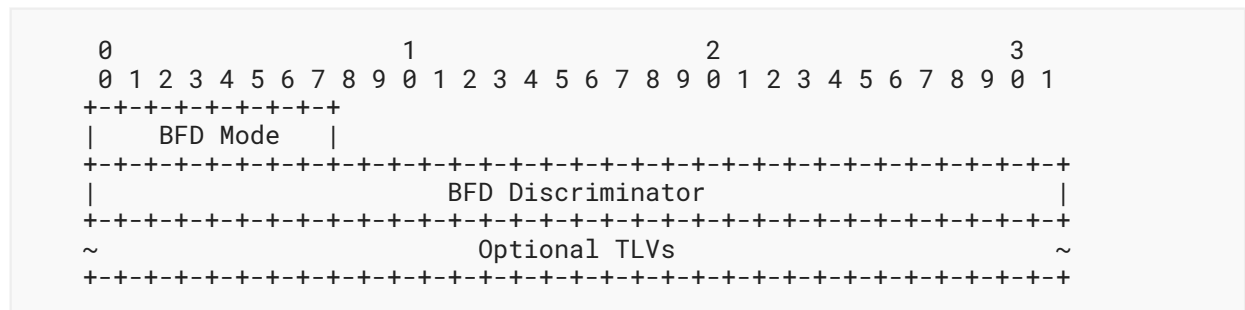 0                   1                   2                   3
 0 1 2 3 4 5 6 7 8 9 0 1 2 3 4 5 6 7 8 9 0 1 2 3 4 5 6 7 8 9 0 1
+-+-+-+-+-+-+-+-+
|    BFD Mode   |
+-+-+-+-+-+-+-+-+-+-+-+-+-+-+-+-+-+-+-+-+-+-+-+-+-+-+-+-+-+-+-+-+
|                       BFD Discriminator                       |
+-+-+-+-+-+-+-+-+-+-+-+-+-+-+-+-+-+-+-+-+-+-+-+-+-+-+-+-+-+-+-+-+
~                         Optional TLVs                         ~
+-+-+-+-+-+-+-+-+-+-+-+-+-+-+-+-+-+-+-+-+-+-+-+-+-+-+-+-+-+-+-+-+